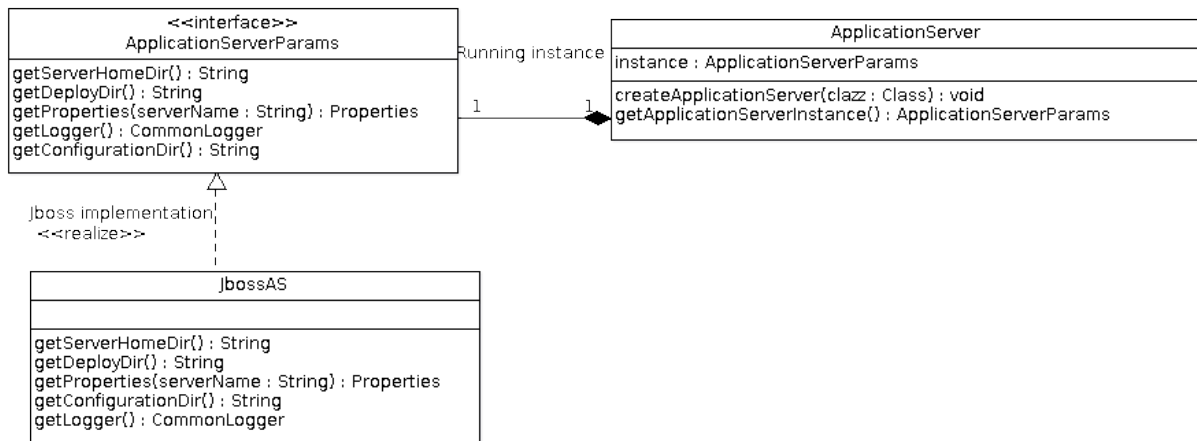 <<interface>>
ApplicationServerParams
getServerHomeDir() : String
getDeployDir() : String
getProperties(serverName : String) : Properties
getLogger() : CommonLogger
getConfigurationDir() : String
Running instance
1
1
ApplicationServer
instance : ApplicationServerParams
createApplicationServer(clazz : Class) : void
getApplicationServerInstance() : ApplicationServerParams
Jboss implementation
<<realize>>
JbossAS
getServerHomeDir() : String
getDeployDir() : String
getProperties(serverName : String) : Properties
getConfigurationDir() : String
getLogger() : CommonLogger